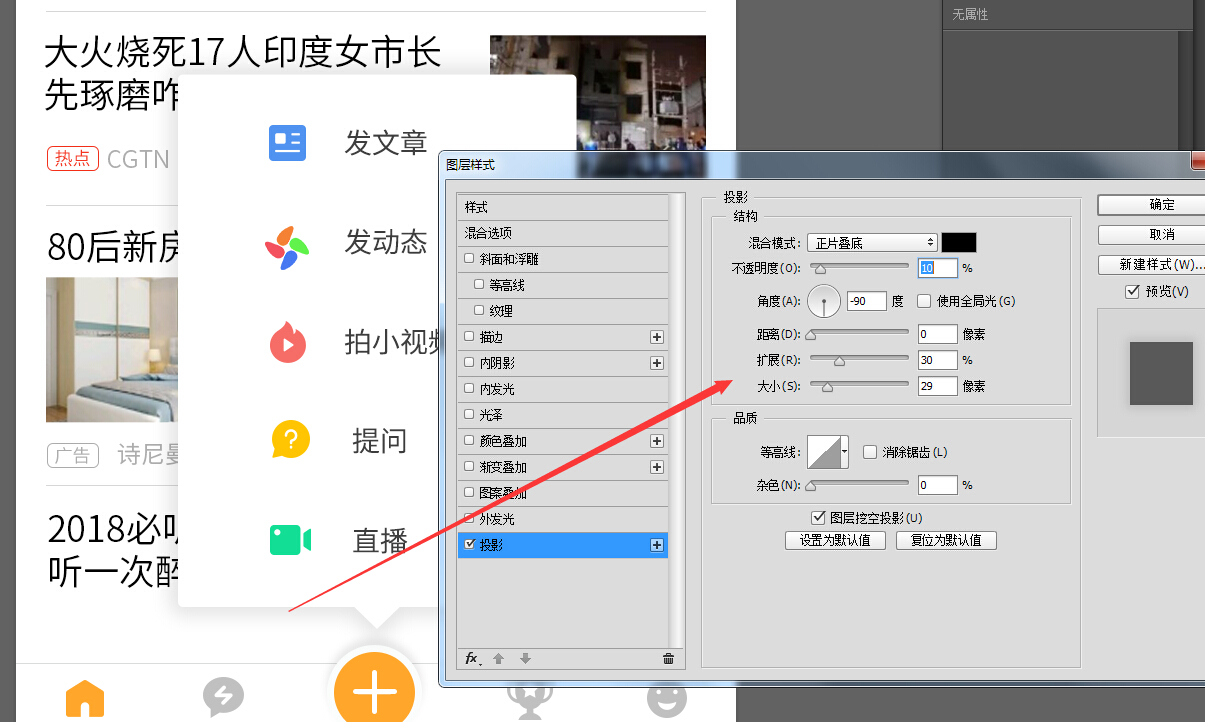 无属性
大火烧死17人印度女市长
先琢磨咋
热点 CGTN
80后新房
广告 诗尼曼
2018必听
听一次醉
发文章
发动态
拍小视频
提问
直播
图层样式
样式
混合选项
斜面和浮雕
等高线
纹理
描边
内阴影
内发光
光泽
颜色叠加
渐变叠加
图案叠加
外发光
投影
fx
投影
结构
混合模式: 正片叠底
不透明度(O): 10 %
角度(A): -90 度 使用全局光(G)
距离(D): 0 像素
扩展(R): 30 %
大小(S): 29 像素
品质
等高线: 消除锯齿(L)
杂色(N): 0 %
图层挖空投影(U)
设置为默认值 复位为默认值
确定
取消
新建样式(W)...
预览(V)